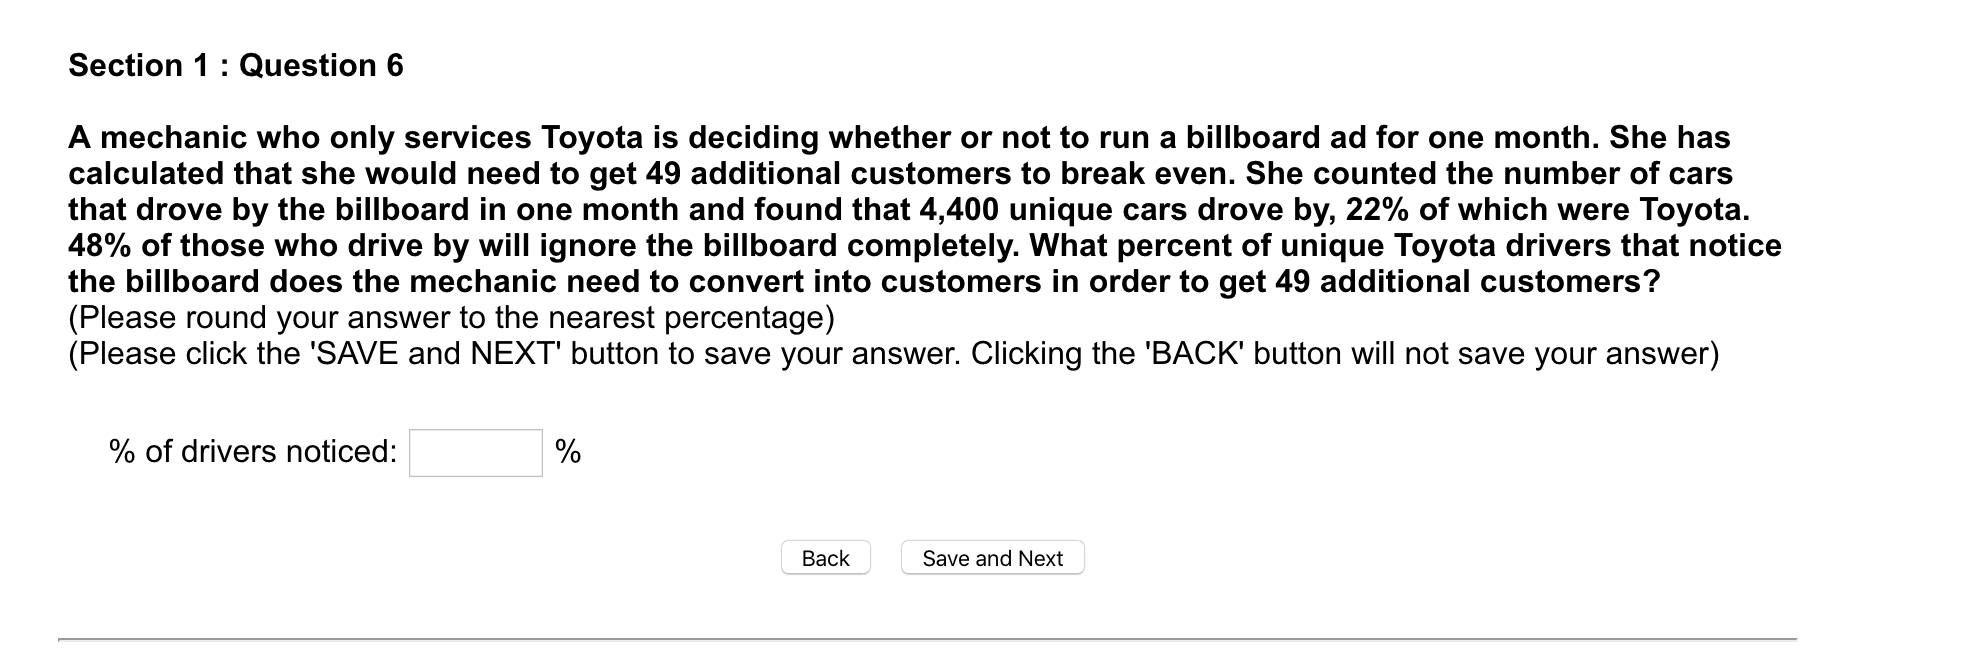 Section 1 : Question 6
A mechanic who only services Toyota is deciding whether or not to run a billboard ad for one month. She has
calculated that she would need to get 49 additional customers to break even. She counted the number of cars
that drove by the billboard in one month and found that 4,400 unique cars drove by, 22% of which were Toyota.
48% of those who drive by will ignore the billboard completely. What percent of unique Toyota drivers that notice
the billboard does the mechanic need to convert into customers in order to get 49 additional customers?
(Please round your answer to the nearest percentage)
(Please click the 'SAVE and NEXT' button to save your answer. Clicking the 'BACK' button will not save your answer)
% of drivers noticed: %
Back Save and Next